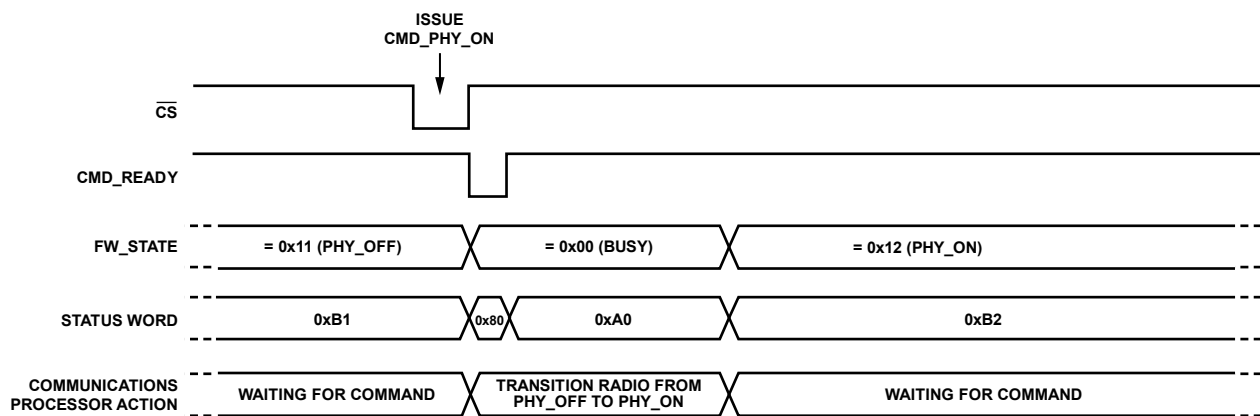 ISSUE
CMD_PHY_ON
CS
CMD_READY
FW_STATE
= 0x11 (PHY_OFF)
= 0x00 (BUSY)
= 0x12 (PHY_ON)
STATUS WORD
0xB1
0x80
0xA0
0xB2
COMMUNICATIONS
PROCESSOR ACTION
WAITING FOR COMMAND
TRANSITION RADIO FROM
PHY_OFF TO PHY_ON
WAITING FOR COMMAND